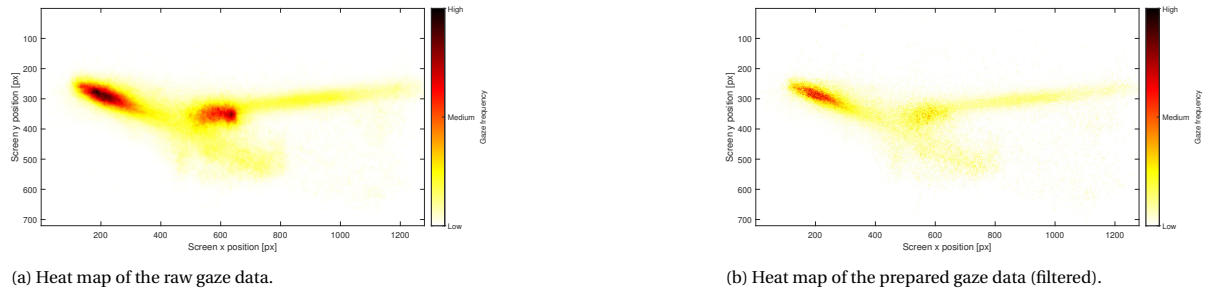 High
100
200
300
400
500
600
700
Medium
Low
200 400 600 800 1000 1200
Screen x position [px]
Screen y position [px]
Gaze frequency
(a) Heat map of the raw gaze data.
High
100
200
300
400
500
600
700
Medium
Low
200 400 600 800 1000 1200
Screen x position [px]
Screen y position [px]
Gaze frequency
(b) Heat map of the prepared gaze data (filtered).